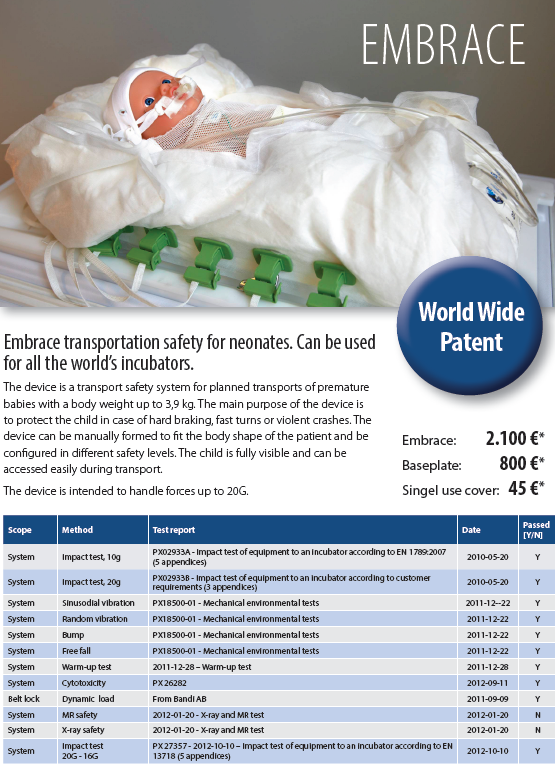 EMBRACE
World Wide
Patent
Embrace transportation safety for neonates. Can be used
for all the world's incubators.
The device is a transport safety system for planned transports of premature
babies with a body weight up to 3,9 kg. The main purpose of the device is
to protect the child in case of hard braking, fast turns or violent crashes. The
device can be manually formed to fit the body shape of the patient and be
configured in different safety levels. The child is fully visible and can be
accessed easily during transport.
The device is intended to handle forces up to 20G.
Embrace: 2.100 €*
Baseplate: 800 €*
Singel use cover: 45 €*
Scope Method Test report Date Passed [Y/N]
System Impact test, 10g PX02933A - Impact test of equipment to an incubator according to EN 1789:2007
(5 appendices) 2010-05-20 Y
System Impact test, 20g PX02933B - Impact test of equipment to an incubator according to customer
requirements (3 appendices) 2010-05-20 Y
System Sinusodial vibration PX18500-01 - Mechanical environmental tests 2011-12--22 Y
System Random vibration PX18500-01 - Mechanical environmental tests 2011-12-22 Y
System Bump PX18500-01 - Mechanical environmental tests 2011-12-22 Y
System Free fall PX18500-01 - Mechanical environmental tests 2011-12-22 Y
System Warm-up test 2011-12-28 – Warm-up test 2011-12-28 Y
System Cytotoxicity PX 26282 2012-09-11 Y
Belt lock Dynamic load From Bandi AB 2011-09-09 Y
System MR safety 2012-01-20 - X-ray and MR test 2012-01-20 N
System X-ray safety 2012-01-20 - X-ray and MR test 2012-01-20 N
System Impact test
20G - 16G PX 27357 - 2012-10-10 – Impact test of equipment to an incubator according to EN
13718 (5 appendices) 2012-10-10 Y